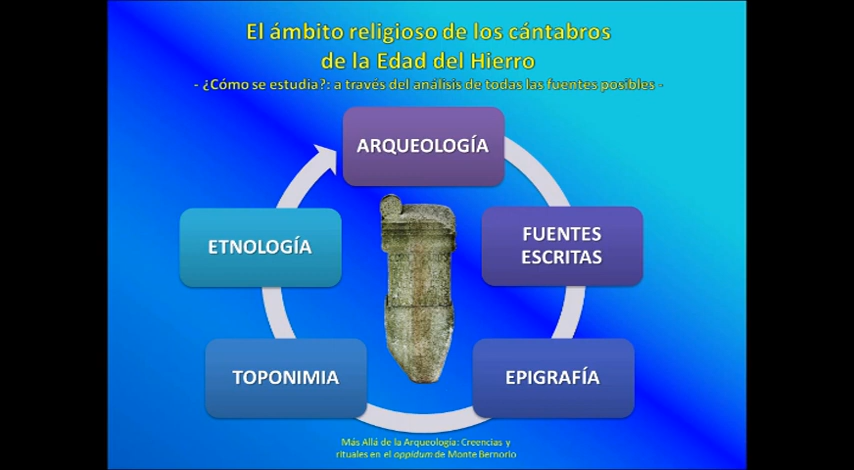 El ámbito religioso de los cántabros
de la Edad del Hierro
- ¿Cómo se estudia?: a través del análisis de todas las fuentes posibles -
ARQUEOLOGÍA
FUENTES
ESCRITAS
EPIGRAFÍA
TOPONIMIA
ETNOLOGÍA
Más Allá de la Arqueología: Creencias y
rituales en el oppidum de Monte Bernorio